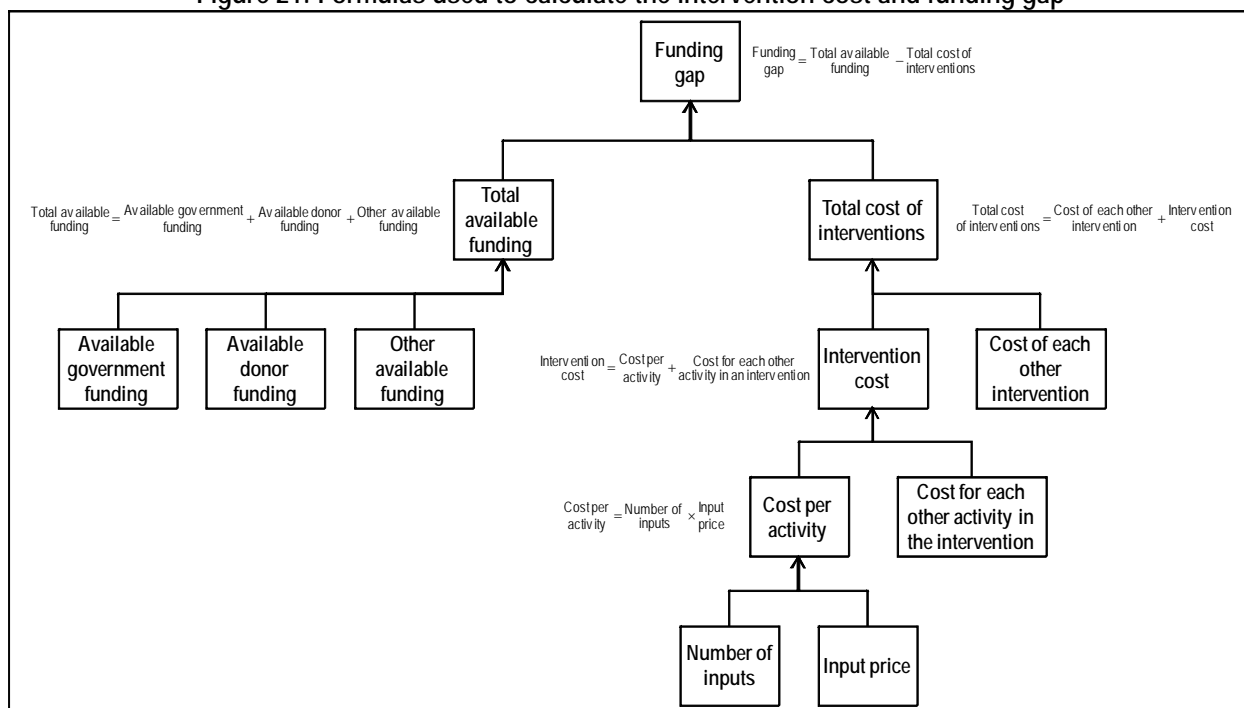 Figure 21: Formulas used to calculate the intervention cost and funding gap
Funding
gap
Funding
gap = Total available
funding − Total cost of
interventions
Total
available
funding
Total available
funding = Available government
funding + Available donor
funding + Other available
funding
Total cost of
interventions
Total cost
of interventions = Cost of each other
intervention + Intervention
cost
Available
government
funding
Available
donor
funding
Other
available
funding
Intervention
cost = Cost per
activity + Cost for each other
activity in an intervention
Intervention
cost
Cost of each
other
intervention
Cost per
activity = Number of
inputs × Input
price
Cost per
activity
Cost for each
other activity in
the intervention
Number of
inputs
Input price